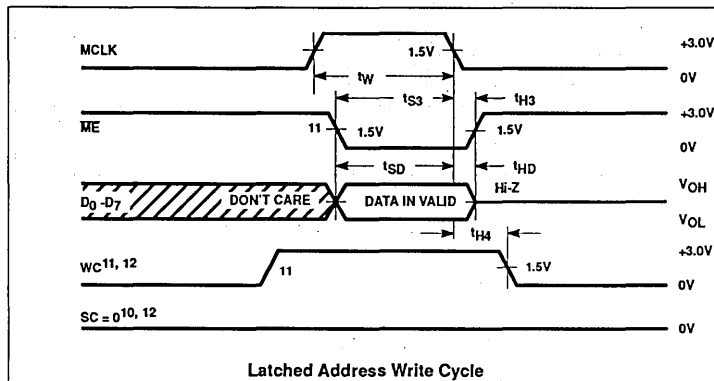 MCLK 1.5V +3.0V
tW 0V
tS3 tH3
ME 11 1.5V 1.5V +3.0V
0V
tSD tHD
D0 -D7 DON'T CARE DATA IN VALID Hi-Z VOH
VOL
tH4
WC11, 12 11 1.5V +3.0V
0V
SC = 010, 12 0V
Latched Address Write Cycle